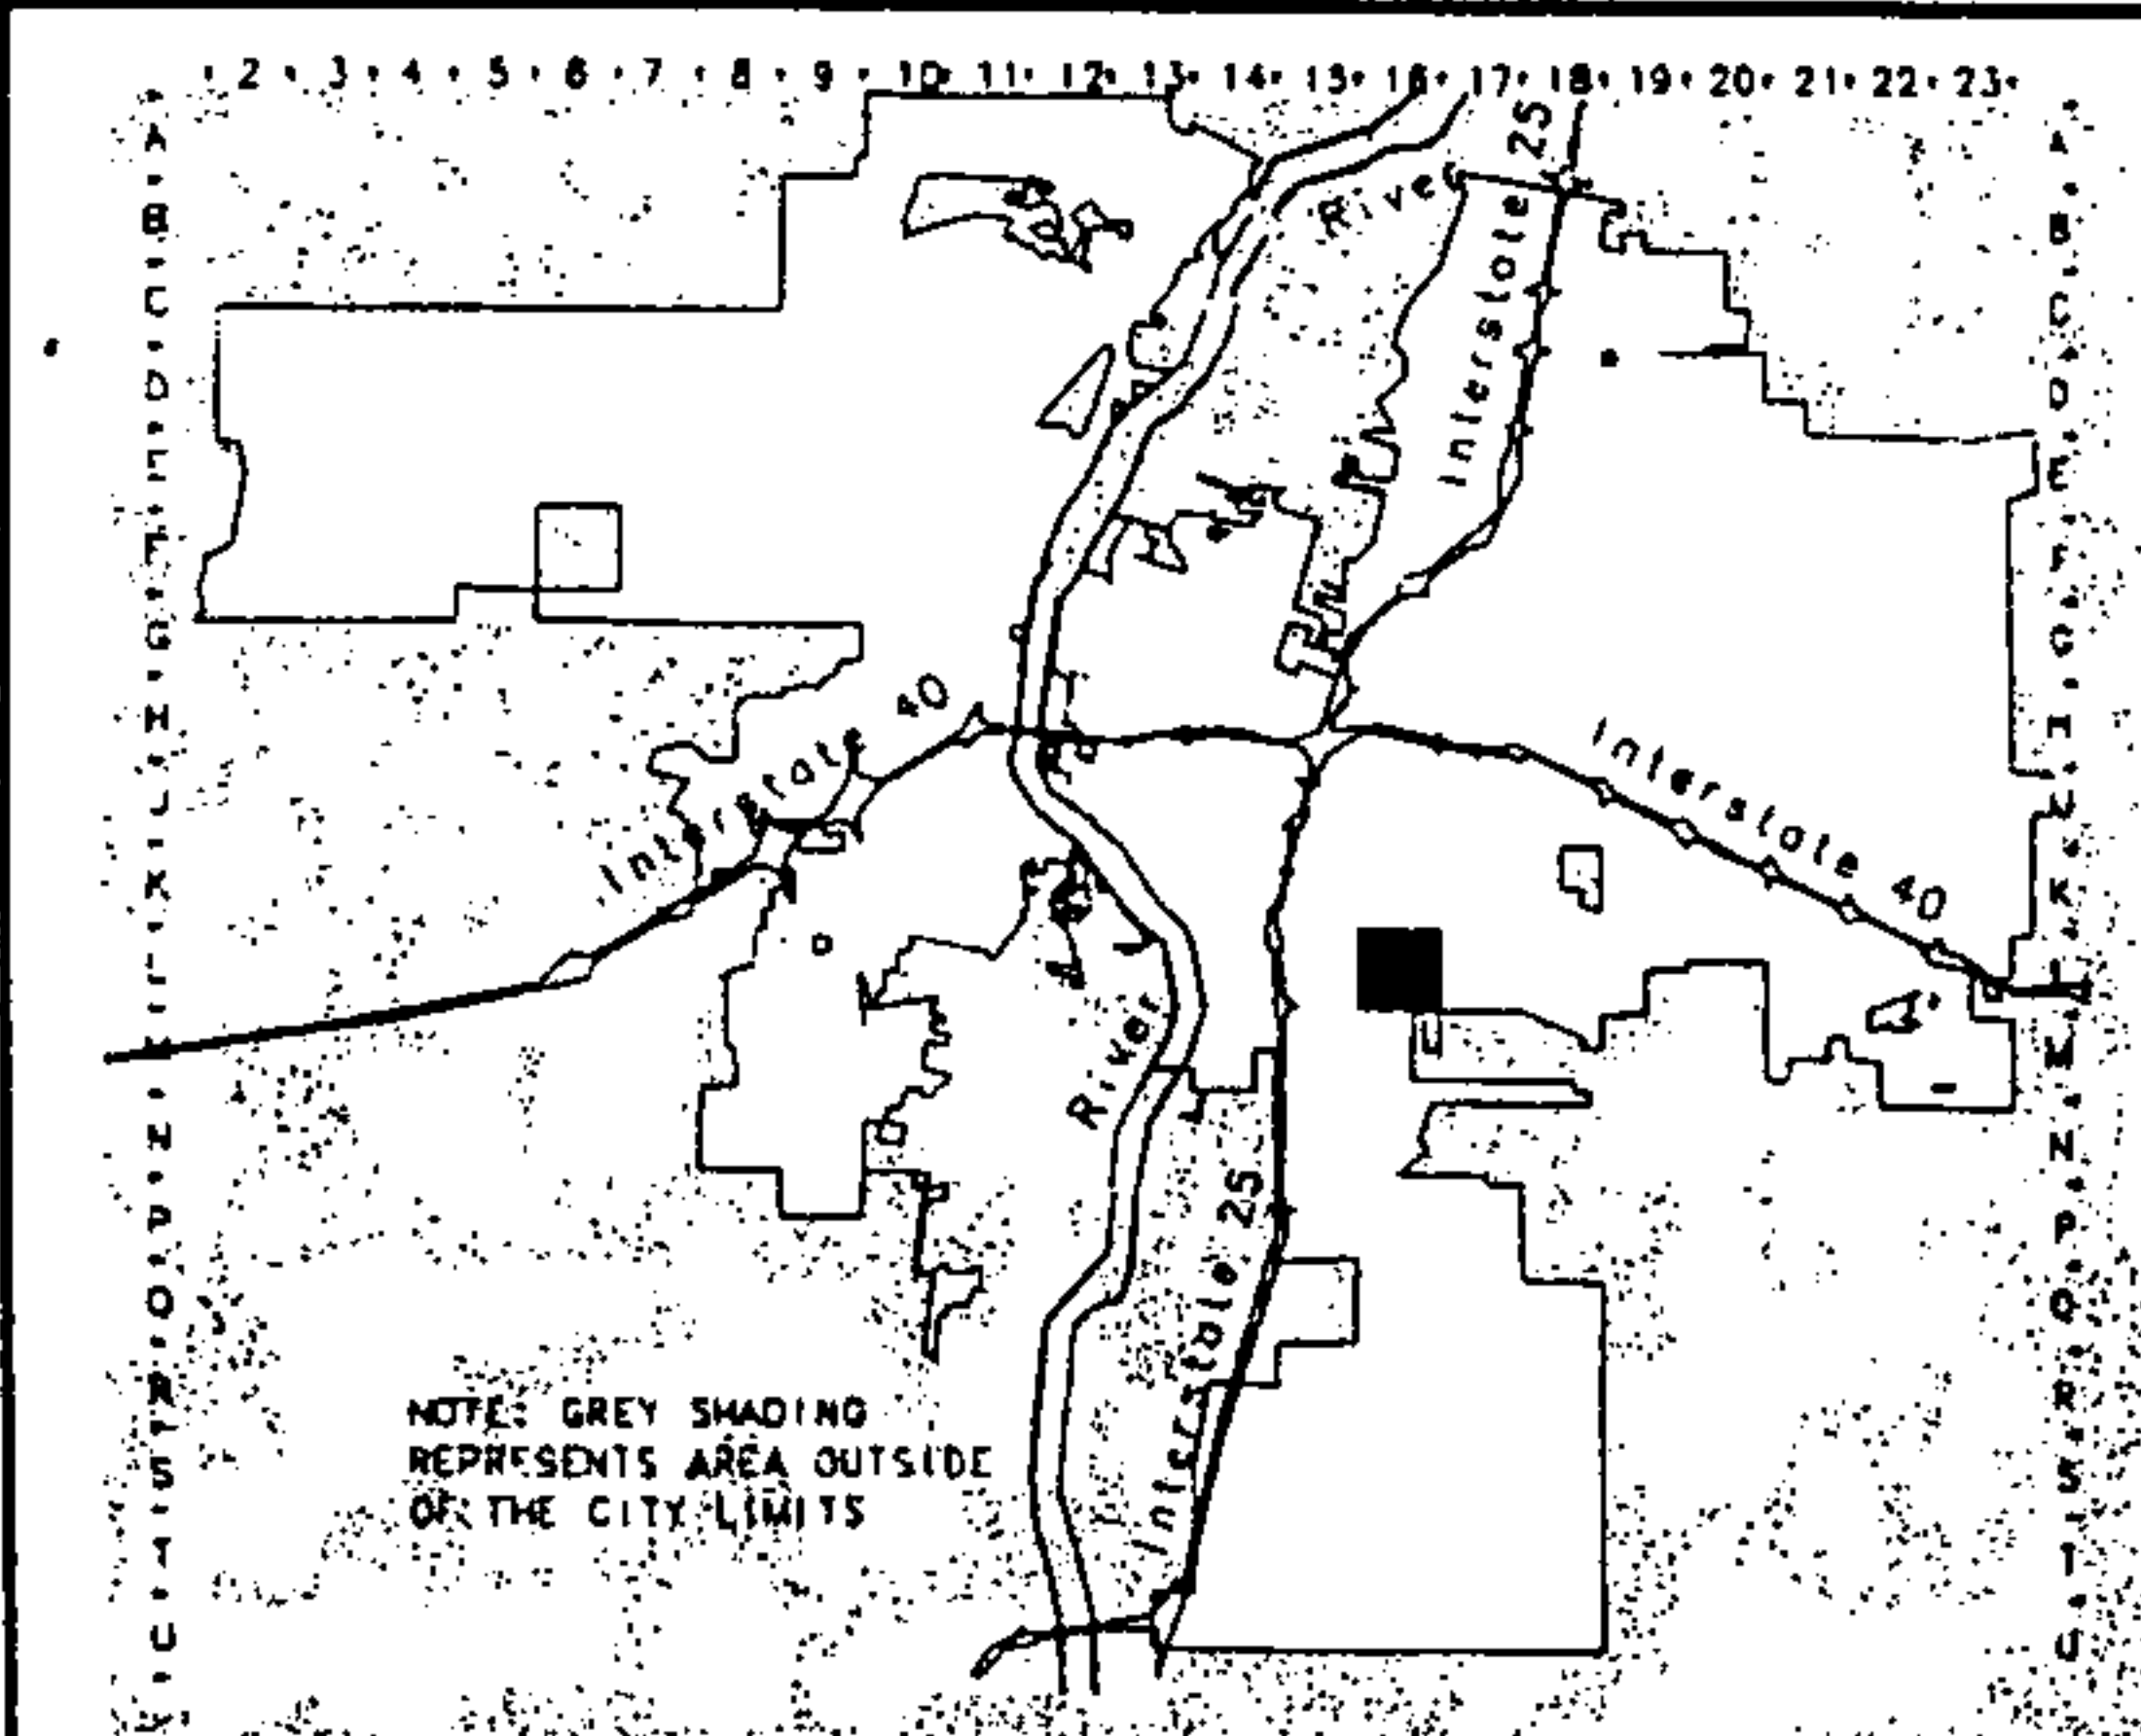 2 3 4 5 6 7 8 9 10 11 12 13 14 15 16 17 18 19 20 21 22 23
A A
B B
C C
D D
E E
F F
G G
H H
J J
K K
L L
M M
N N
P P
Q Q
R R
S S
T T
U U
River
Interstate 25
Interstate 40
Interstate 40
River
Interstate 25
NOTE: GREY SHADING
REPRESENTS AREA OUTSIDE
OF THE CITY LIMITS